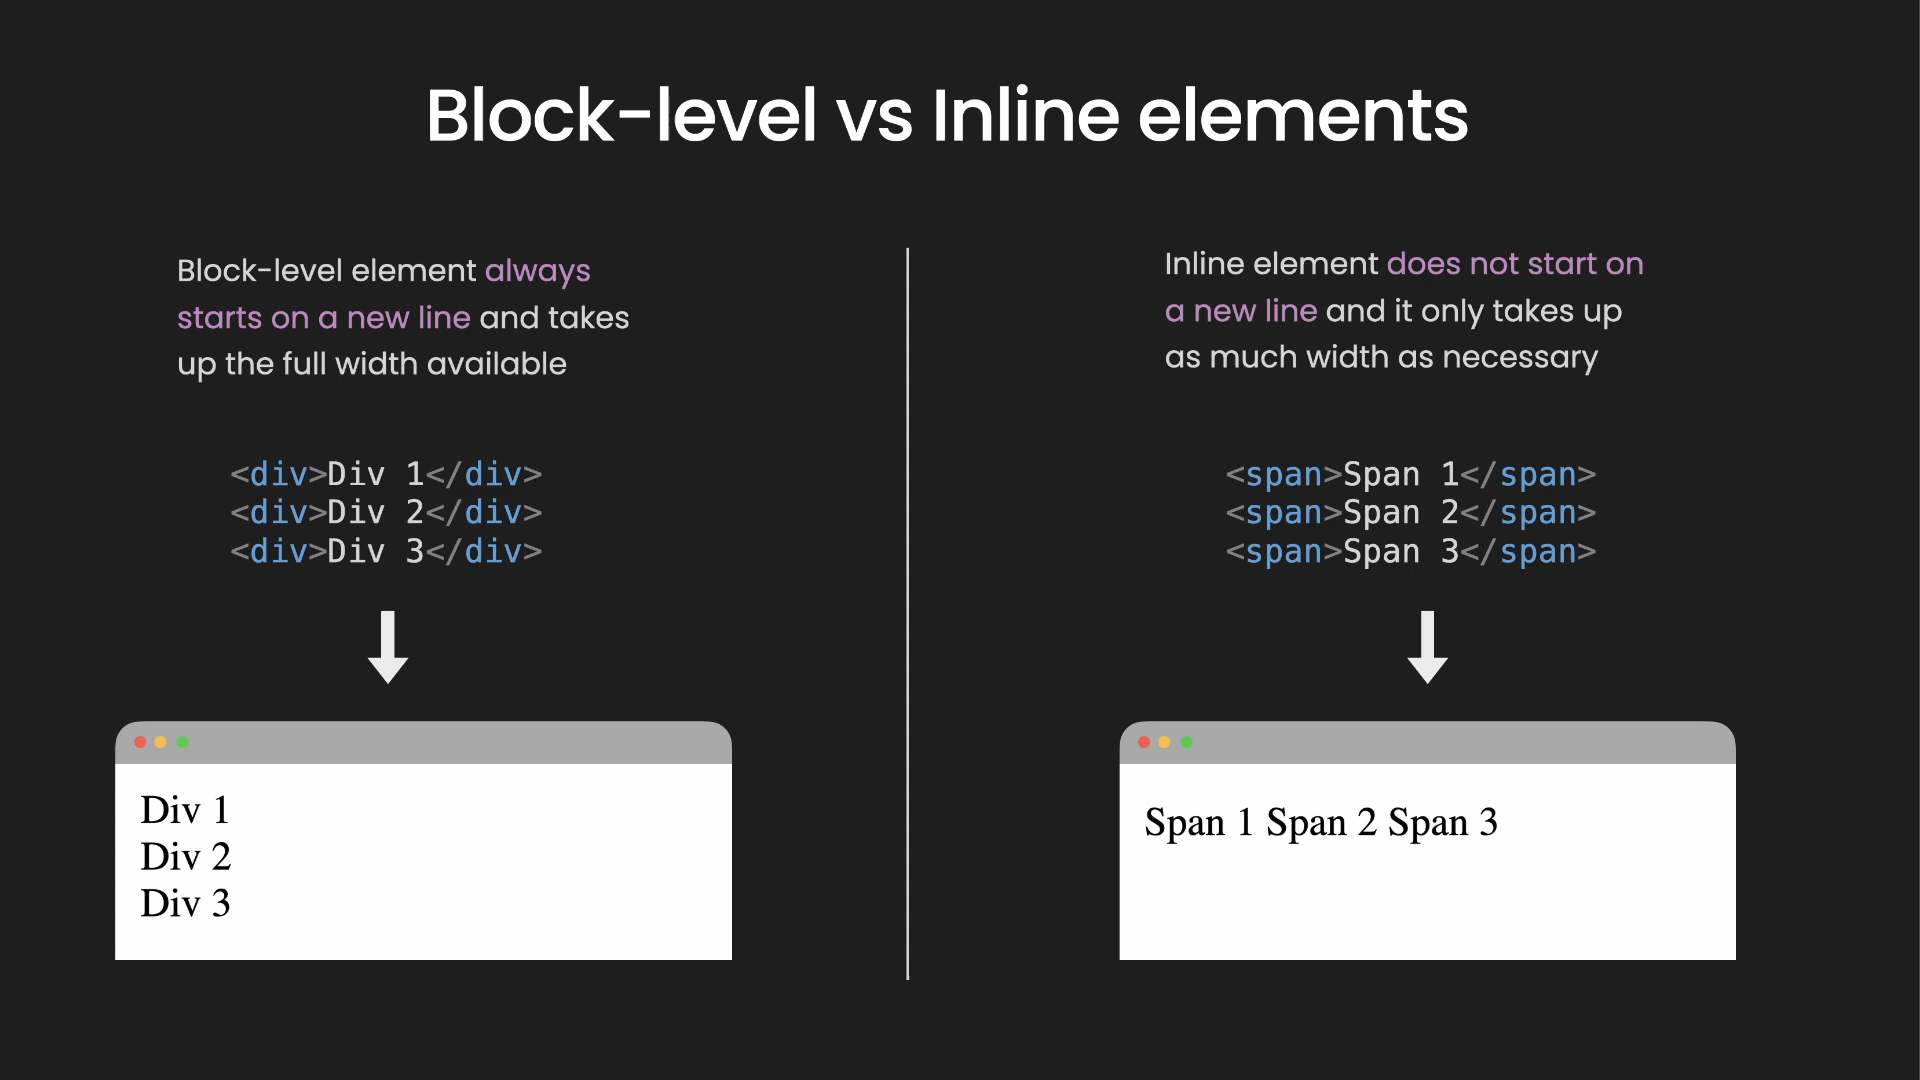 Block-level vs Inline elements
Block-level element always
starts on a new line and takes
up the full width available
<div>Div 1</div>
<div>Div 2</div>
<div>Div 3</div>
Div 1
Div 2
Div 3
Inline element does not start on
a new line and it only takes up
as much width as necessary
<span>Span 1</span>
<span>Span 2</span>
<span>Span 3</span>
Span 1 Span 2 Span 3